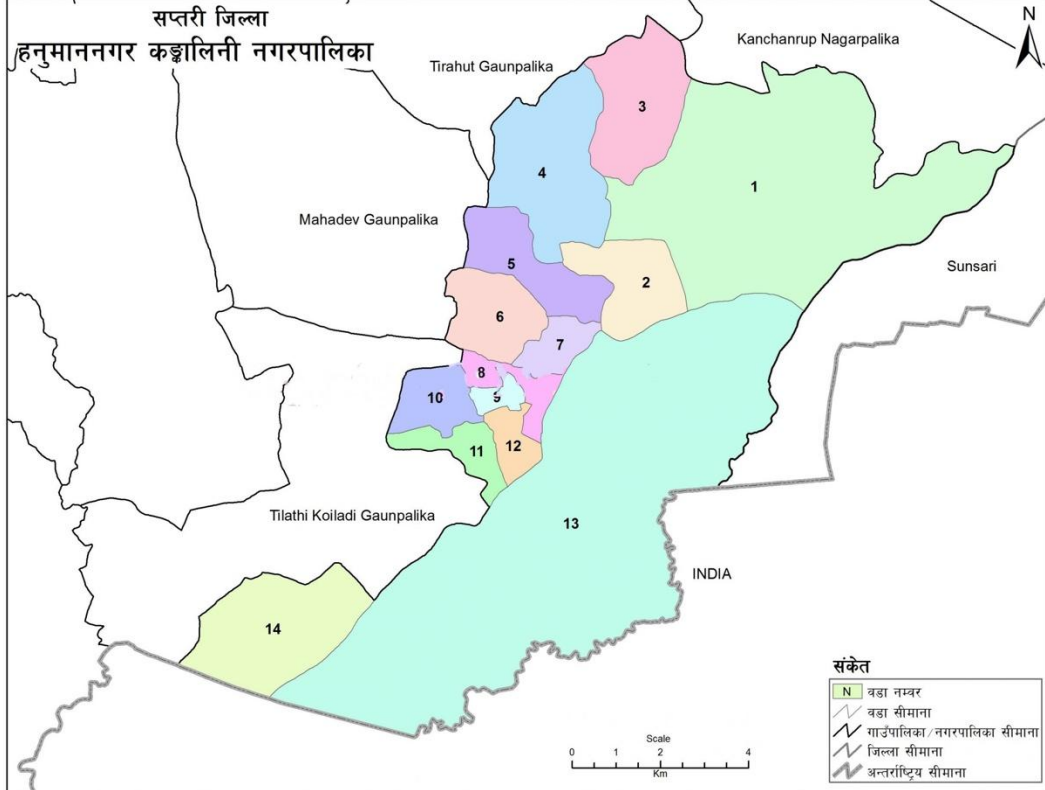 सप्तरी जिल्ला
हनुमाननगर कङ्कालिनी नगरपालिका
N
Kanchanrup Nagarpalika
Tirahut Gaunpalika
3
4
1
Mahadev Gaunpalika
5
Sunsari
2
6
7
8
10
9
12
11
Tilathi Koiladi Gaunpalika
13
INDIA
14
संकेत
N वडा नम्वर
वडा सीमाना
गाउँपालिका/नगरपालिका सीमाना
जिल्ला सीमाना
अन्तर्राष्ट्रिय सीमाना
Scale
0 1 2 4
Km